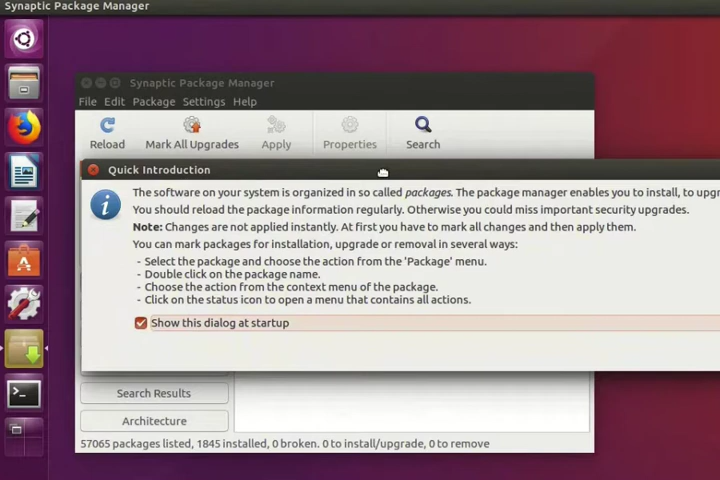 Synaptic Package Manager
Synaptic Package Manager
File Edit Package Settings Help
Reload Mark All Upgrades Apply Properties Search
Quick Introduction
The software on your system is organized in so called packages. The package manager enables you to install, to
You should reload the package information regularly. Otherwise you could miss important security upgrades.
Note: Changes are not applied instantly. At first you have to mark all changes and then apply them.
You can mark packages for installation, upgrade or removal in several ways:
- Select the package and choose the action from the 'Package' menu.
- Double click on the package name.
- Choose the action from the context menu of the package.
- Click on the status icon to open a menu that contains all actions.
Show this dialog at startup
Search Results
Architecture
57065 packages listed, 1845 installed, 0 broken. 0 to install/upgrade, 0 to remove